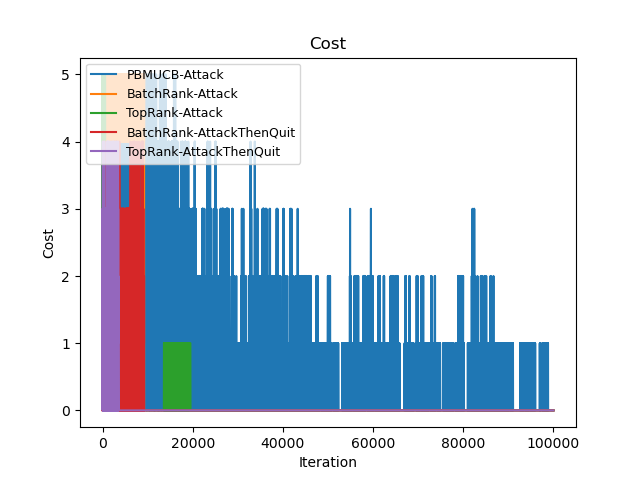 Cost
5
4
3
2
1
0
Cost
PBMUCB-Attack
BatchRank-Attack
TopRank-Attack
BatchRank-AttackThenQuit
TopRank-AttackThenQuit
0 20000 40000 60000 80000 100000
Iteration